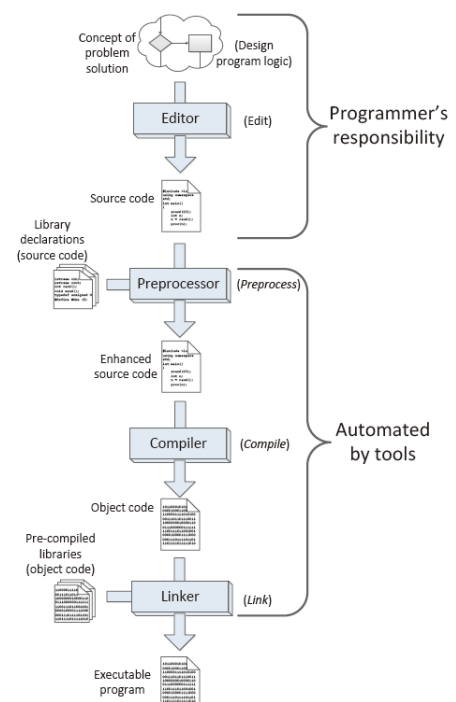 Concept of
problem
solution
(Design
program logic)
Editor
(Edit)
Programmer's
responsibility
Source code
Library
declarations
(source code)
Preprocessor
(Preprocess)
Enhanced
source code
Compiler
(Compile)
Automated
by tools
Object code
Pre-compiled
libraries
(object code)
Linker
(Link)
Executable
program